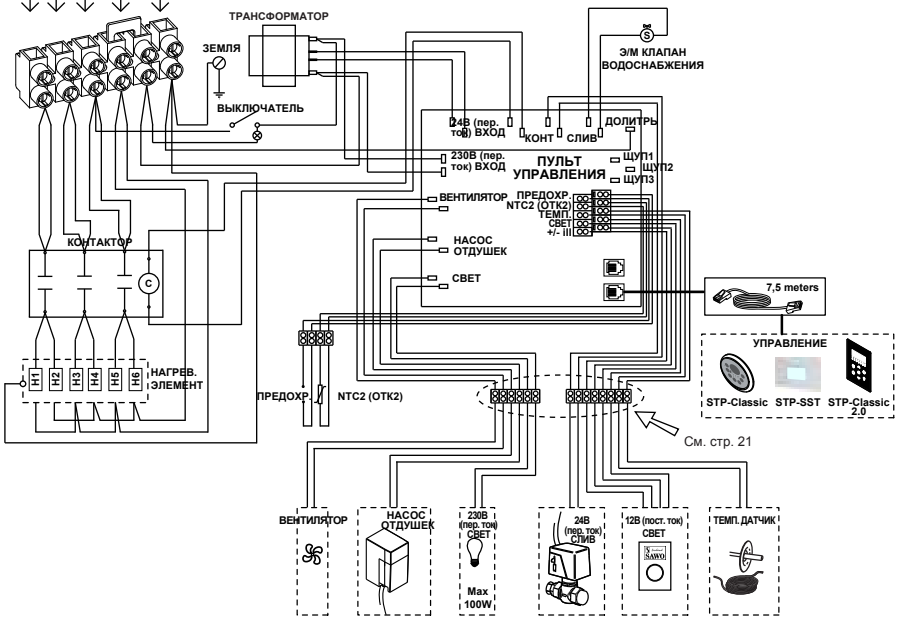 ТРАНСФОРМАТОР
ЗЕМЛЯ
ВЫКЛЮЧАТЕЛЬ
S
Э/М КЛАПАН
ВОДОСНАБЖЕНИЯ
24В (пер.
ток) ВХОД
КОНТ
СЛИВ
ДОЛИТРЬ
230В (пер.
ток) ВХОД
ПУЛЬТ
УПРАВЛЕНИЯ
ЩУП1
ЩУП2
ЩУП3
ВЕНТИЛЯТОР
ПРЕДОХР.
NTC2 (ОТК2)
ТЕМП.
СВЕТ
+/- ill
НАСОС
ОТДУШЕК
СВЕТ
КОНТАКТОР
C
H1
H2
H3
H4
H5
H6
НАГРЕВ.
ЭЛЕМЕНТ
ПРЕДОХР.
NTC2 (ОТК2)
7,5 meters
УПРАВЛЕНИЕ
STP-Classic
STP-SST
STP-Classic
2.0
См. стр. 21
ВЕНТИЛЯТОР
НАСОС
ОТДУШЕК
230В
(пер. ток)
СВЕТ
Max
100W
24В
(пер. ток)
СЛИВ
12В (пост. ток)
СВЕТ
SAWO
ТЕМП. ДАТЧИК